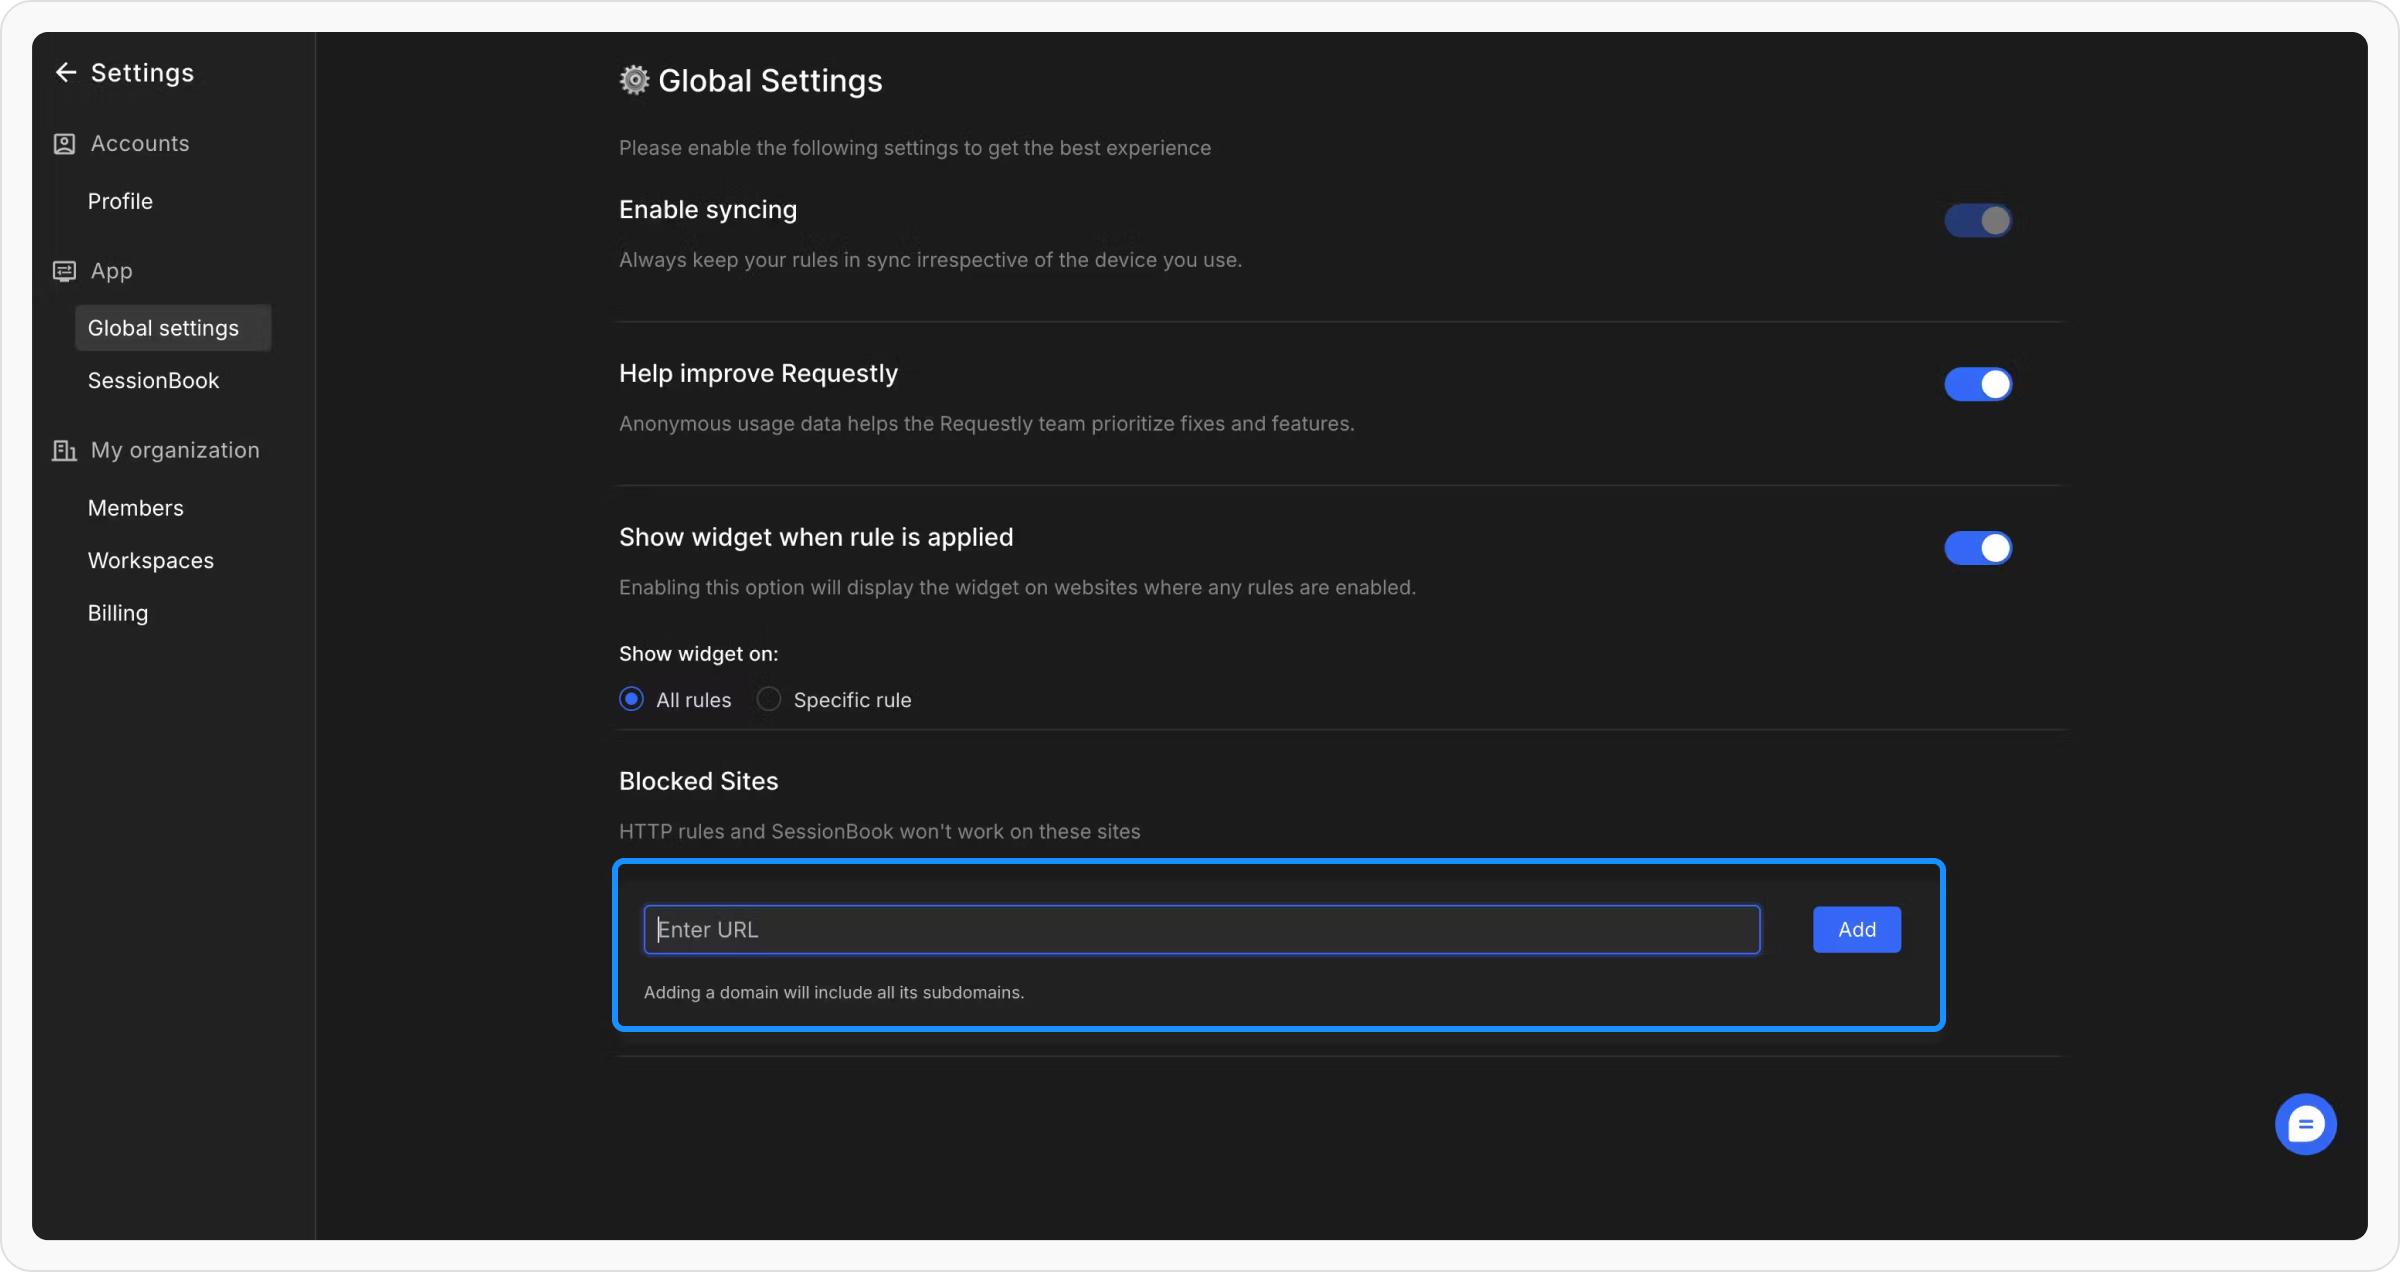 Settings
Accounts
Profile
App
Global settings
SessionBook
My organization
Members
Workspaces
Billing
Global Settings
Please enable the following settings to get the best experience
Enable syncing
Always keep your rules in sync irrespective of the device you use.
Help improve Requestly
Anonymous usage data helps the Requestly team prioritize fixes and features.
Show widget when rule is applied
Enabling this option will display the widget on websites where any rules are enabled.
Show widget on:
All rules Specific rule
Blocked Sites
HTTP rules and SessionBook won't work on these sites
Enter URL Add
Adding a domain will include all its subdomains.